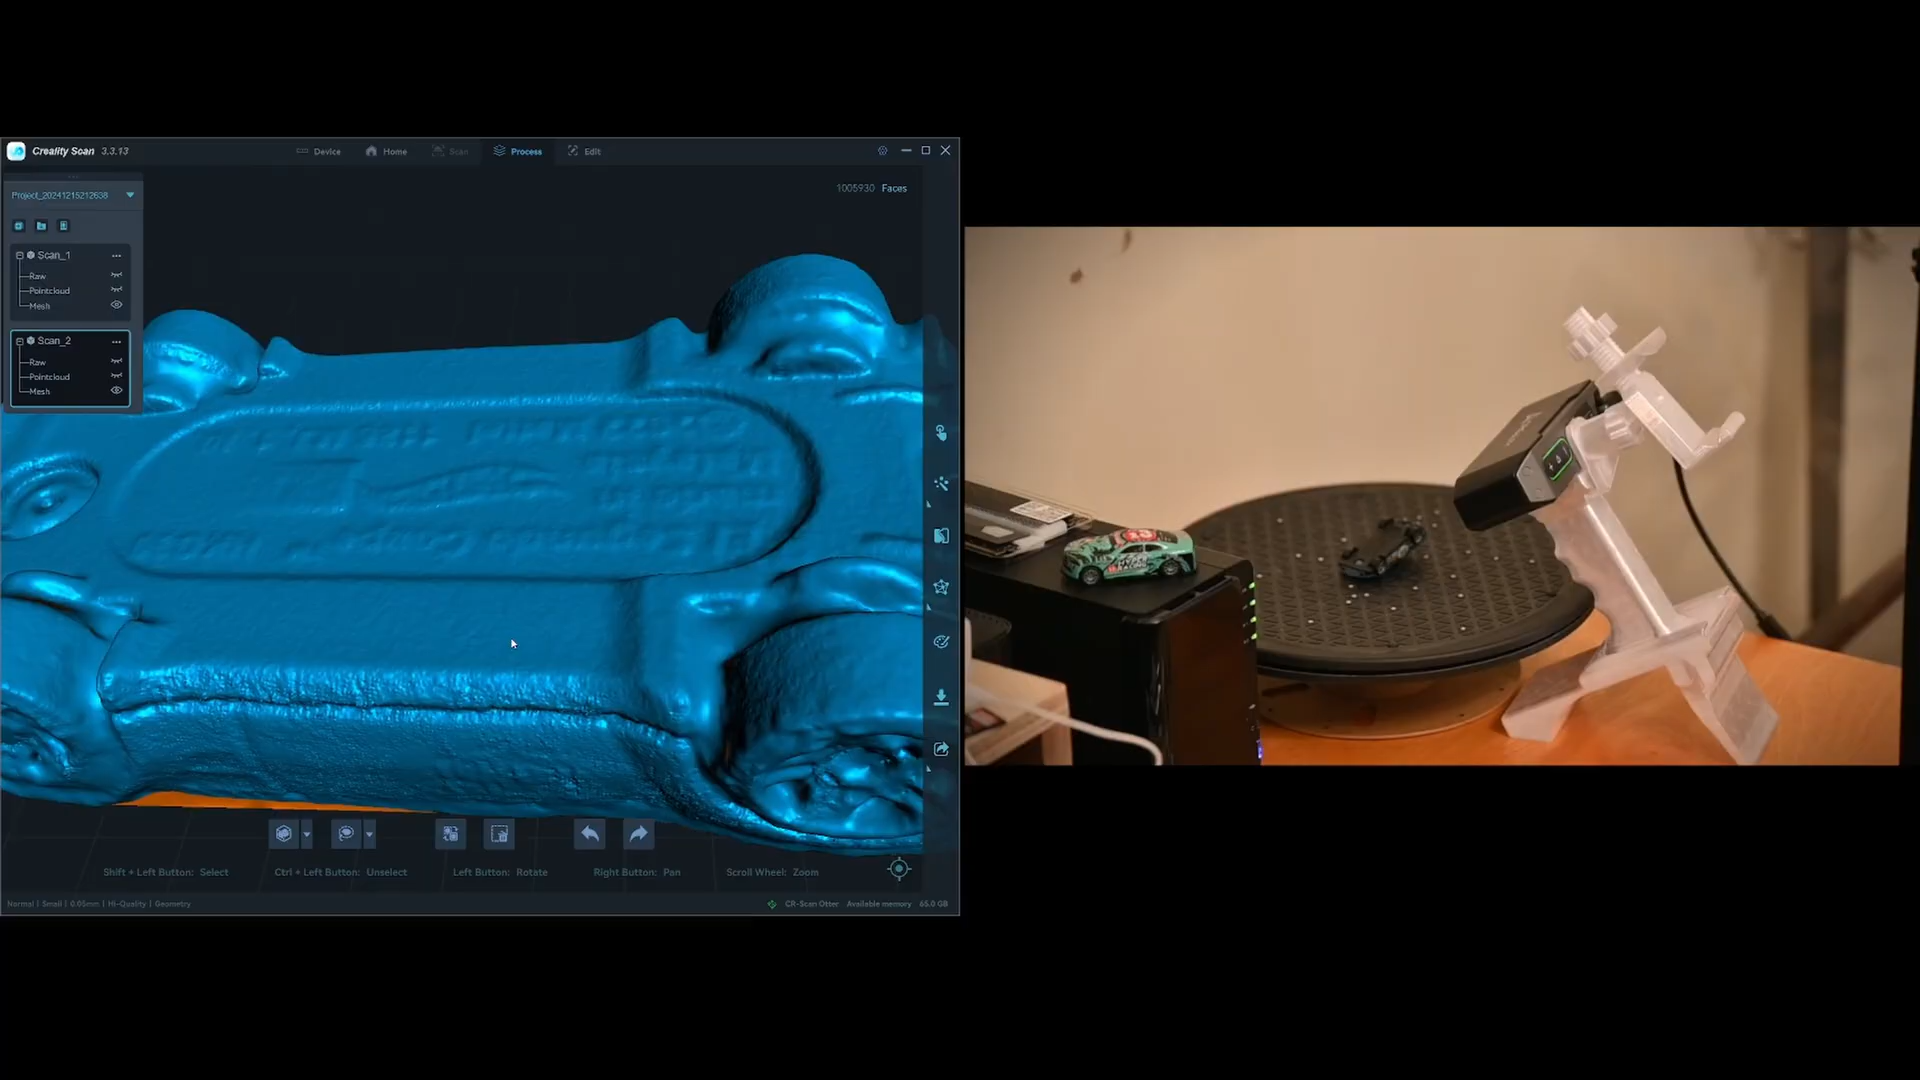 Creality Scan 3.3.13
Device
Home
Scan
Process
Edit
Project_20241215212638
1005930 Faces
Scan_1
Raw
Pointcloud
Mesh
Scan_2
Raw
Pointcloud
Mesh
Shift + Left Button: Select
Ctrl + Left Button: Unselect
Left Button: Rotate
Right Button: Pan
Scroll Wheel: Zoom
Normal | Small | 0.05mm | Hi-Quality | Geometry
CR-Scan Otter
Available memory
65.0 GB